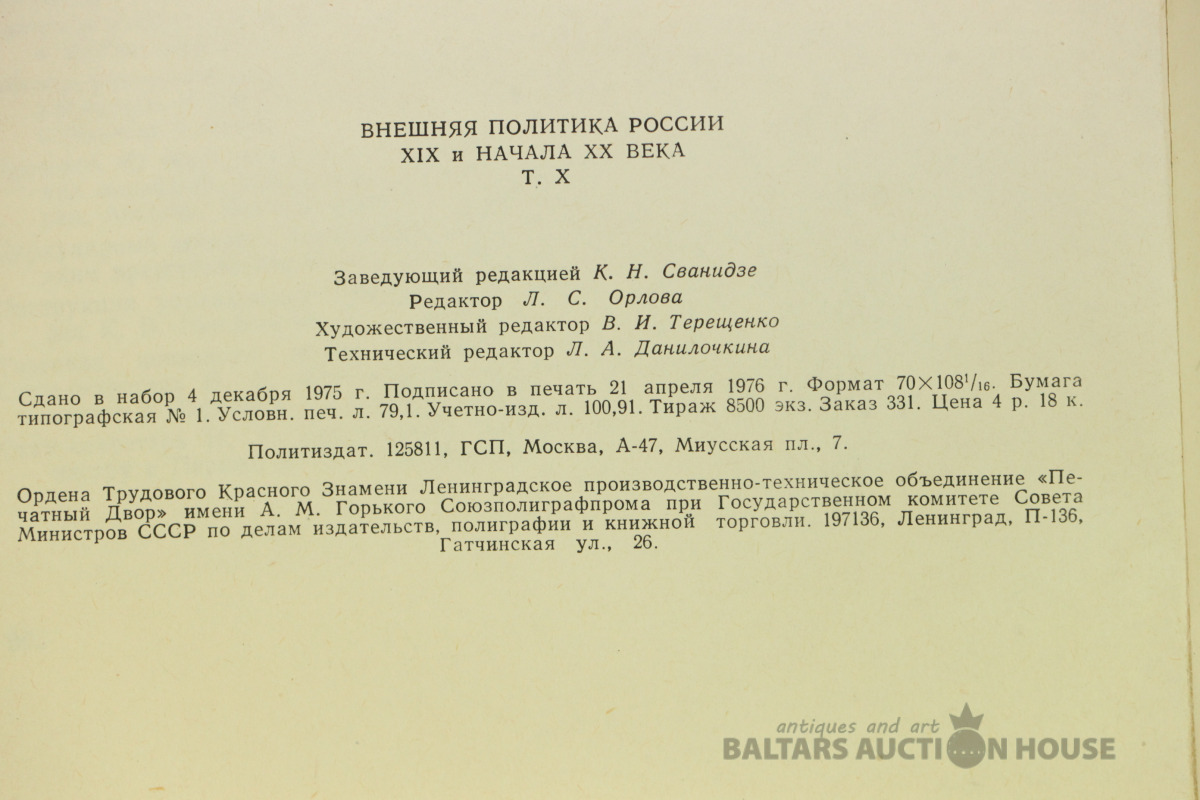 ВНЕШНЯЯ ПОЛИТИКА РОССИИ
XIX и НАЧАЛА XX ВЕКА
Т. X
Заведующий редакцией К. Н. Сванидзе
Редактор Л. С. Орлова
Художественный редактор В. И. Терещенко
Технический редактор Л. А. Данилочкина
Сдано в набор 4 декабря 1975 г. Подписано в печать 21 апреля 1976 г. Формат 70×108¹/₁₆. Бумага
типографская № 1. Условн. печ. л. 79,1. Учетно-изд. л. 100,91. Тираж 8500 экз. Заказ 331. Цена 4 р. 18 к.
Политиздат. 125811, ГСП, Москва, А-47, Миусская пл., 7.
Ордена Трудового Красного Знамени Ленинградское производственно-техническое объединение «Пе-
чатный Двор» имени А. М. Горького Союзполиграфпрома при Государственном комитете Совета
Министров СССР по делам издательств, полиграфии и книжной торговли. 197136, Ленинград, П-136,
Гатчинская ул., 26.
antiques and art
BALTARS AUCTION HOUSE